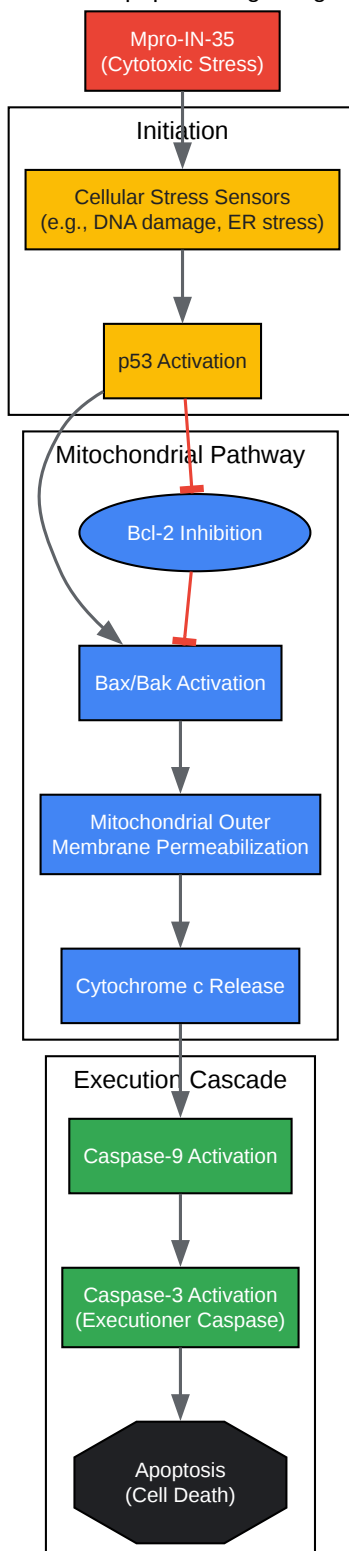 Mpro-IN-35
(Cytotoxic Stress)
Initiation
Cellular Stress Sensors
(e.g., DNA damage, ER stress)
p53 Activation
Mitochondrial Pathway
Bcl-2 Inhibition
Bax/Bak Activation
Mitochondrial Outer
Membrane Permeabilization
Cytochrome c Release
Execution Cascade
Caspase-9 Activation
Caspase-3 Activation
(Executioner Caspase)
Apoptosis
(Cell Death)